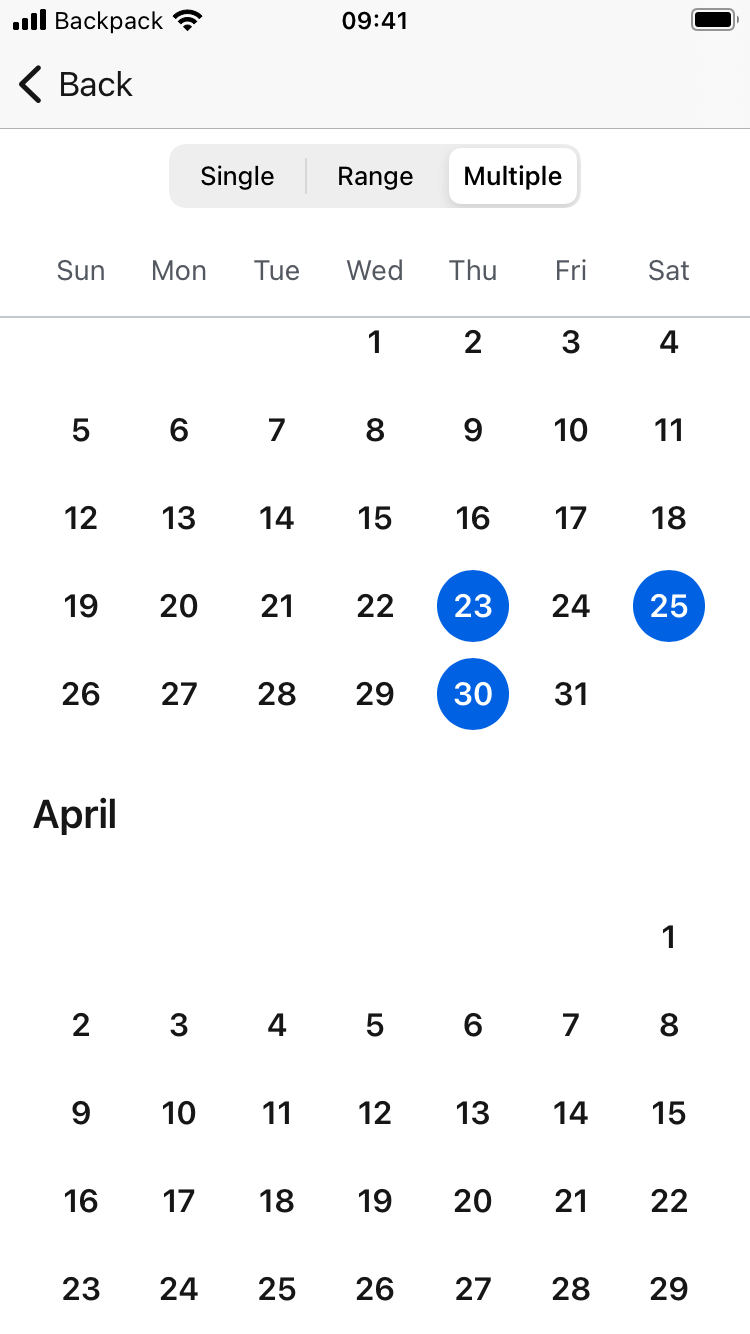 Backpack 09:41
Back
Single Range Multiple
Sun Mon Tue Wed Thu Fri Sat
1 2 3 4
5 6 7 8 9 10 11
12 13 14 15 16 17 18
19 20 21 22 23 24 25
26 27 28 29 30 31
April
1
2 3 4 5 6 7 8
9 10 11 12 13 14 15
16 17 18 19 20 21 22
23 24 25 26 27 28 29